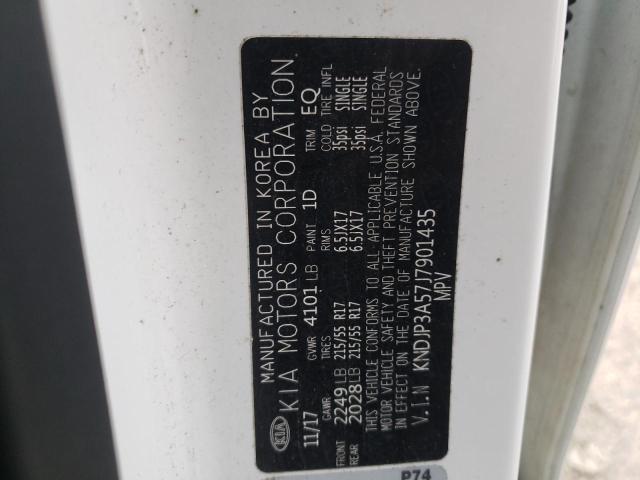 MANUFACTURED IN KOREA BY
KIA KIA MOTORS CORPORATION
11/17 GVWR 4101 LB PAINT 1D TRIM EQ
GAWR TIRES RIMS COLD TIRE INFL
FRONT 2249 LB 215/55 R17 6.5JX17 35psi SINGLE
REAR 2028 LB 215/55 R17 6.5JX17 35psi SINGLE
THIS VEHICLE CONFORMS TO ALL APPLICABLE U.S.A. FEDERAL
MOTOR VEHICLE SAFETY AND THEFT PREVENTION STANDARDS
IN EFFECT ON THE DATE OF MANUFACTURE SHOWN ABOVE.
V.I.N KNDJP3A57J7901435
MPV
P74